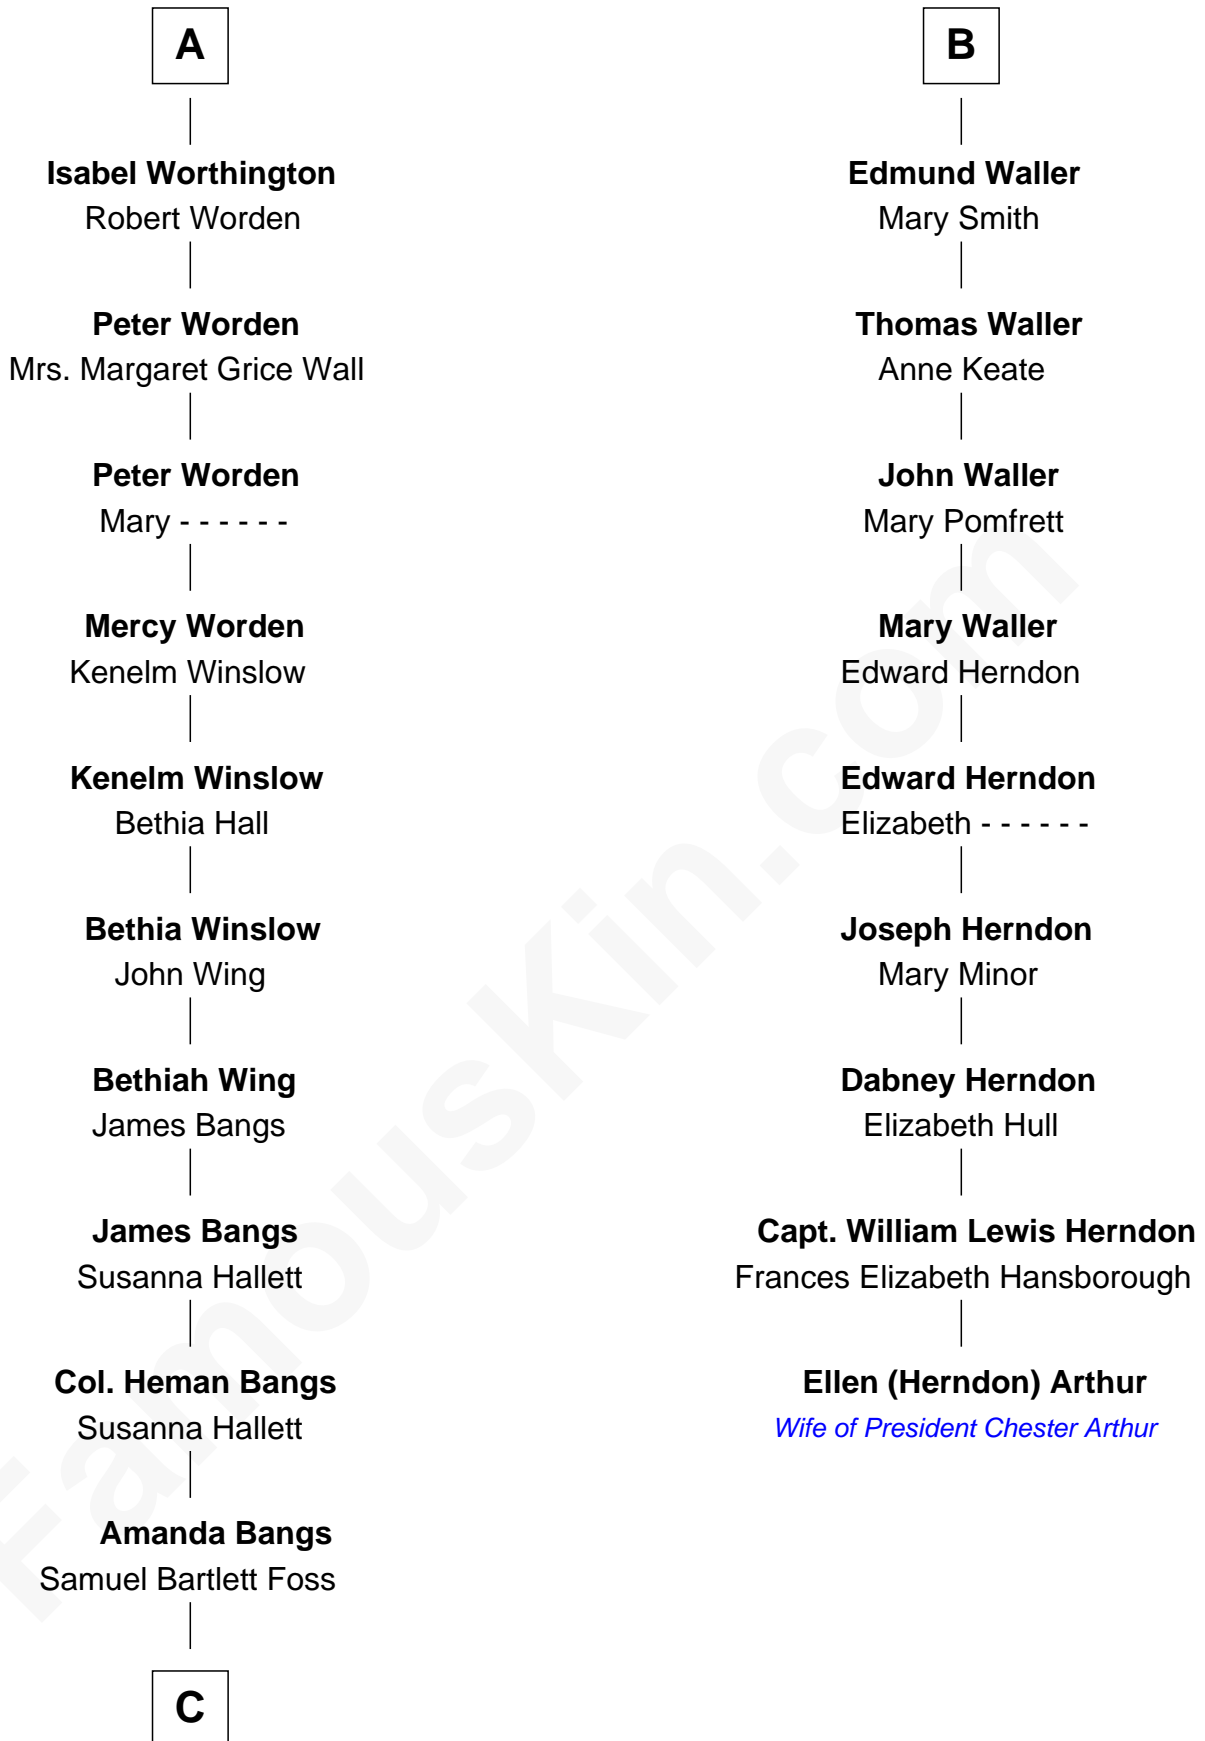 A
Isabel Worthington
Robert Worden
Peter Worden
Mrs. Margaret Grice Wall
Peter Worden
Mary - - - - - -
Mercy Worden
Kenelm Winslow
Kenelm Winslow
Bethia Hall
Bethia Winslow
John Wing
Bethiah Wing
James Bangs
James Bangs
Susanna Hallett
Col. Heman Bangs
Susanna Hallett
Amanda Bangs
Samuel Bartlett Foss
C
B
Edmund Waller
Mary Smith
Thomas Waller
Anne Keate
John Waller
Mary Pomfrett
Mary Waller
Edward Herndon
Edward Herndon
Elizabeth - - - - - -
Joseph Herndon
Mary Minor
Dabney Herndon
Elizabeth Hull
Capt. William Lewis Herndon
Frances Elizabeth Hansborough
Ellen (Herndon) Arthur
Wife of President Chester Arthur
FamousKin.com